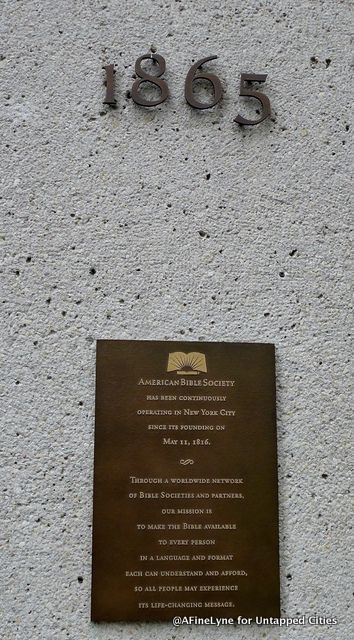 1865
American Bible Society
has been continuously
operating in New York City
since its founding on
May 11, 1816.
Through a worldwide network
of Bible Societies and partners,
our mission is
to make the Bible available
to every person
in a language and format
each can understand and afford,
so all people may experience
its life-changing message.
@AFineLyne for Untapped Cities